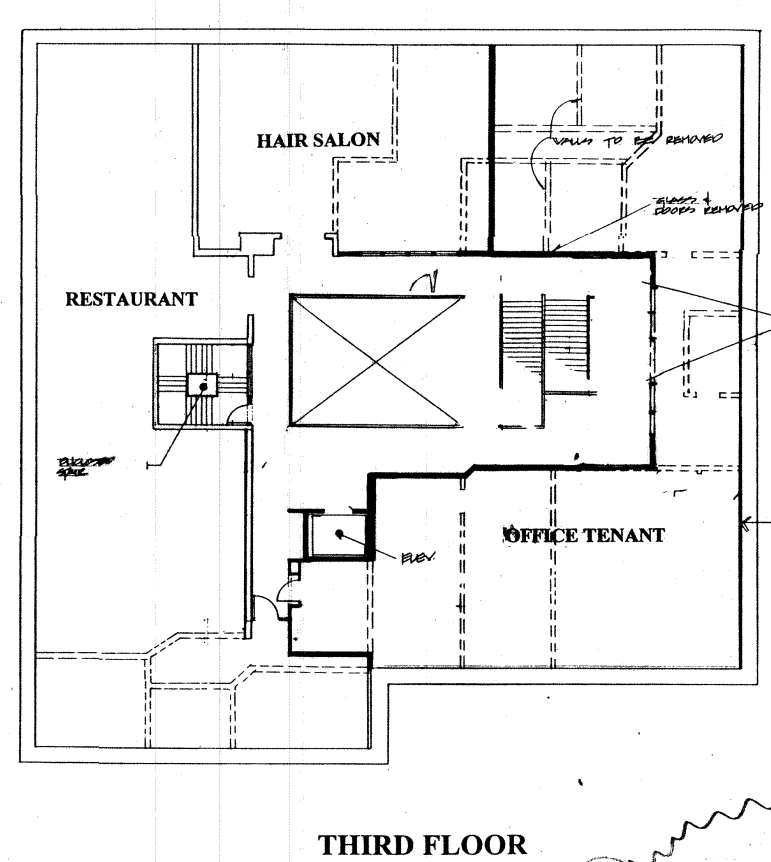 HAIR SALON
WALLS TO BE REMOVED
GLASS &
DOORS REMOVED
RESTAURANT
ENCLOSED
STAIR
OFFICE TENANT
ELEV.
THIRD FLOOR